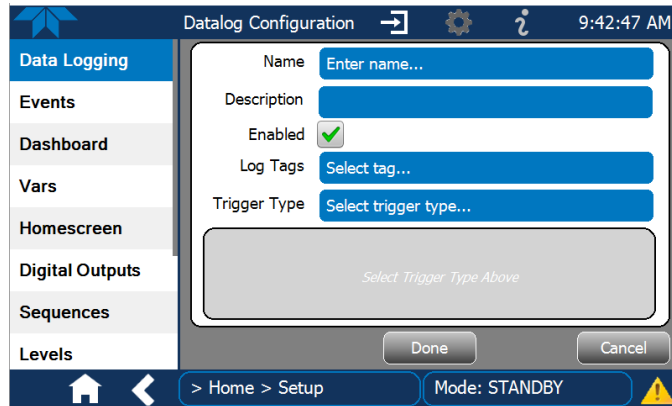 Datalog Configuration 9:42:47 AM
Data Logging
Events
Dashboard
Vars
Homescreen
Digital Outputs
Sequences
Levels
Name Enter name...
Description
Enabled
Log Tags Select tag...
Trigger Type Select trigger type...
Select Trigger Type Above
Done Cancel
> Home > Setup Mode: STANDBY